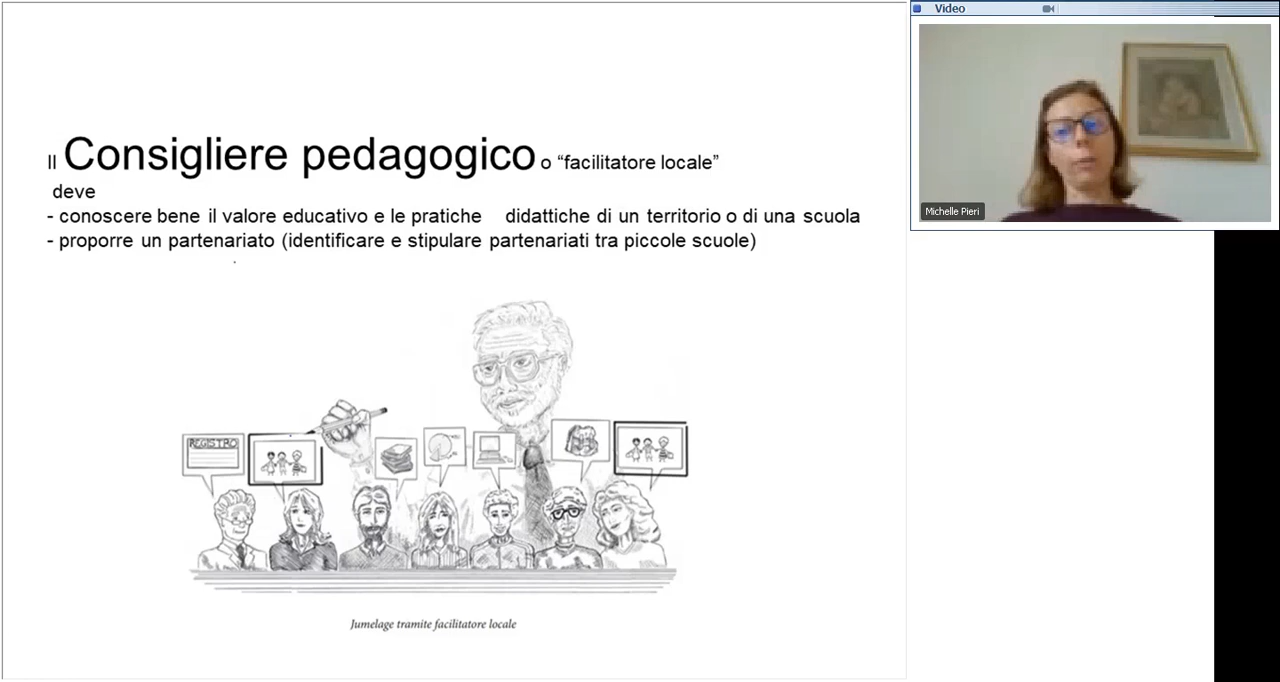 Il Consigliere pedagogico o “facilitatore locale”
deve
- conoscere bene il valore educativo e le pratiche didattiche di un territorio o di una scuola
- proporre un partenariato (identificare e stipulare partenariati tra piccole scuole)
REGISTRO
Jumelage tramite facilitatore locale
Video
Michelle Pieri